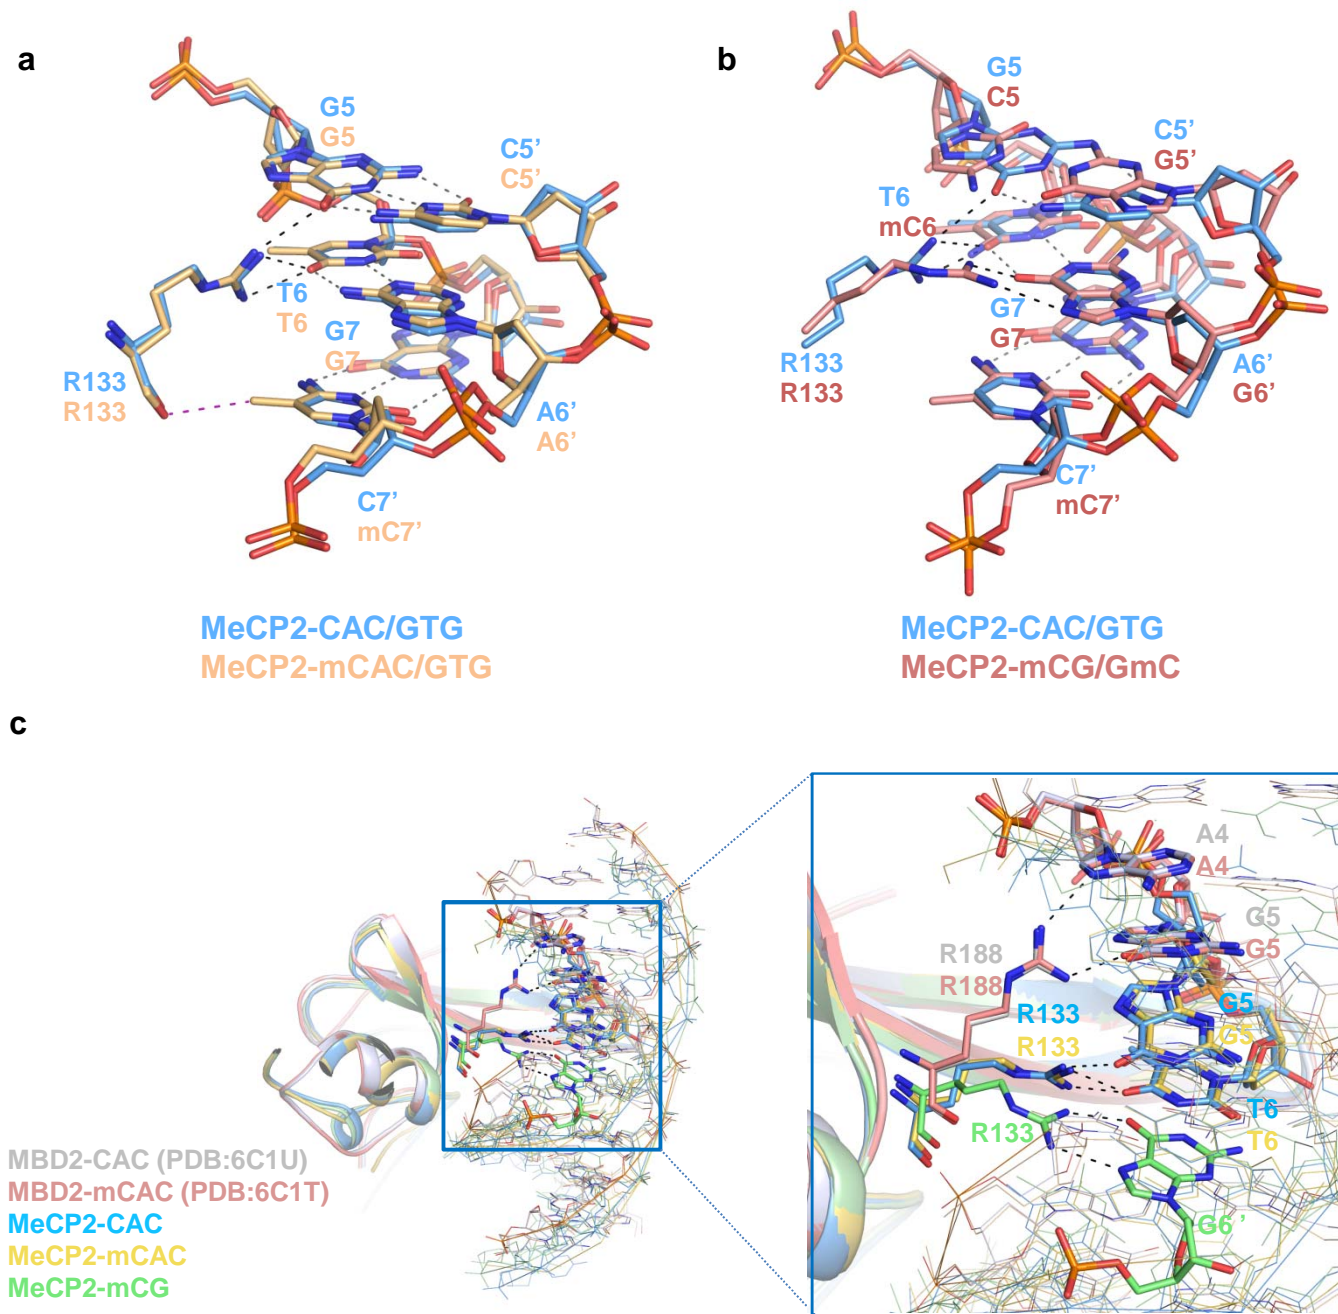 a
G5
G5
C5’
C5’
T6
T6
G7
G7
R133
R133
A6’
A6’
C7’
mC7’
MeCP2-CAC/GTG
MeCP2-mCAC/GTG
b
G5
C5
C5’
G5’
T6
mC6
G7
G7
R133
R133
A6’
G6’
C7’
mC7’
MeCP2-CAC/GTG
MeCP2-mCG/GmC
c
MBD2-CAC (PDB:6C1U)
MBD2-mCAC (PDB:6C1T)
MeCP2-CAC
MeCP2-mCAC
MeCP2-mCG
A4
A4
G5
G5
R188
R188
R133
R133
G5
G5
R133
T6
T6
G6’